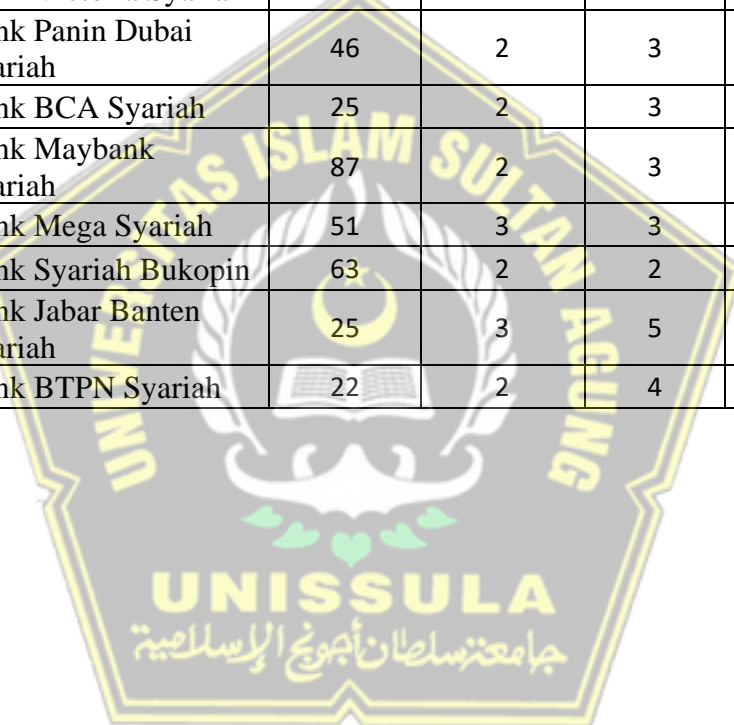 nk Panin Dubai 46 2 3
ariah
nk BCA Syariah 25 2 3
nk Maybank 87 2 3
ariah
nk Mega Syariah 51 3 3
nk Syariah Bukopin 63 2 2
nk Jabar Banten 25 3 5
ariah
nk BTPN Syariah 22 2 4
UNIVERSITAS ISLAM SULTAN AGUNG
UNISSULA
جامعة سلطان أجونج الإسلامية